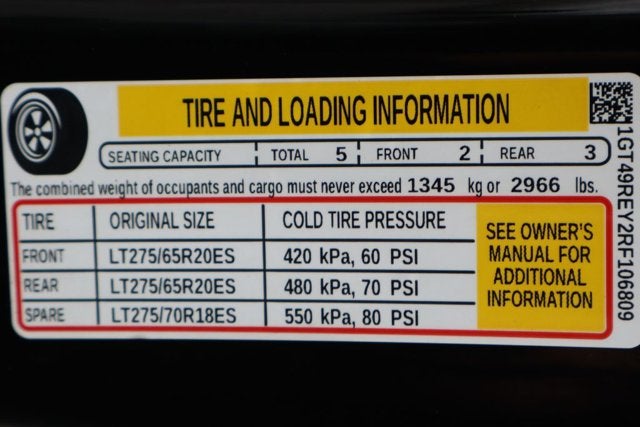 TIRE AND LOADING INFORMATION
SEATING CAPACITY TOTAL 5 FRONT 2 REAR 3
The combined weight of occupants and cargo must never exceed 1345 kg or 2966 lbs.
TIRE ORIGINAL SIZE COLD TIRE PRESSURE
FRONT LT275/65R20ES 420 kPa, 60 PSI
REAR LT275/65R20ES 480 kPa, 70 PSI
SPARE LT275/70R18ES 550 kPa, 80 PSI
SEE OWNER'S
MANUAL FOR
ADDITIONAL
INFORMATION
1GT49REY2RF106809